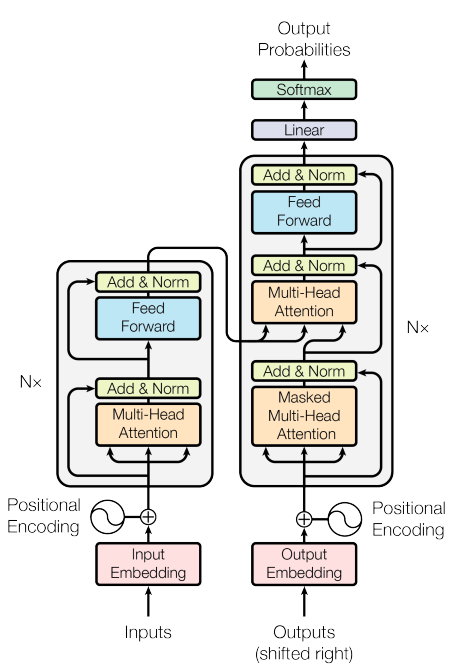 Output
Probabilities
Softmax
Linear
Add & Norm
Feed
Forward
Add & Norm
Multi-Head
Attention
Add & Norm
Masked
Multi-Head
Attention
N×
Positional
Encoding
Output
Embedding
Outputs
(shifted right)
Add & Norm
Feed
Forward
Add & Norm
Multi-Head
Attention
N×
Positional
Encoding
Input
Embedding
Inputs